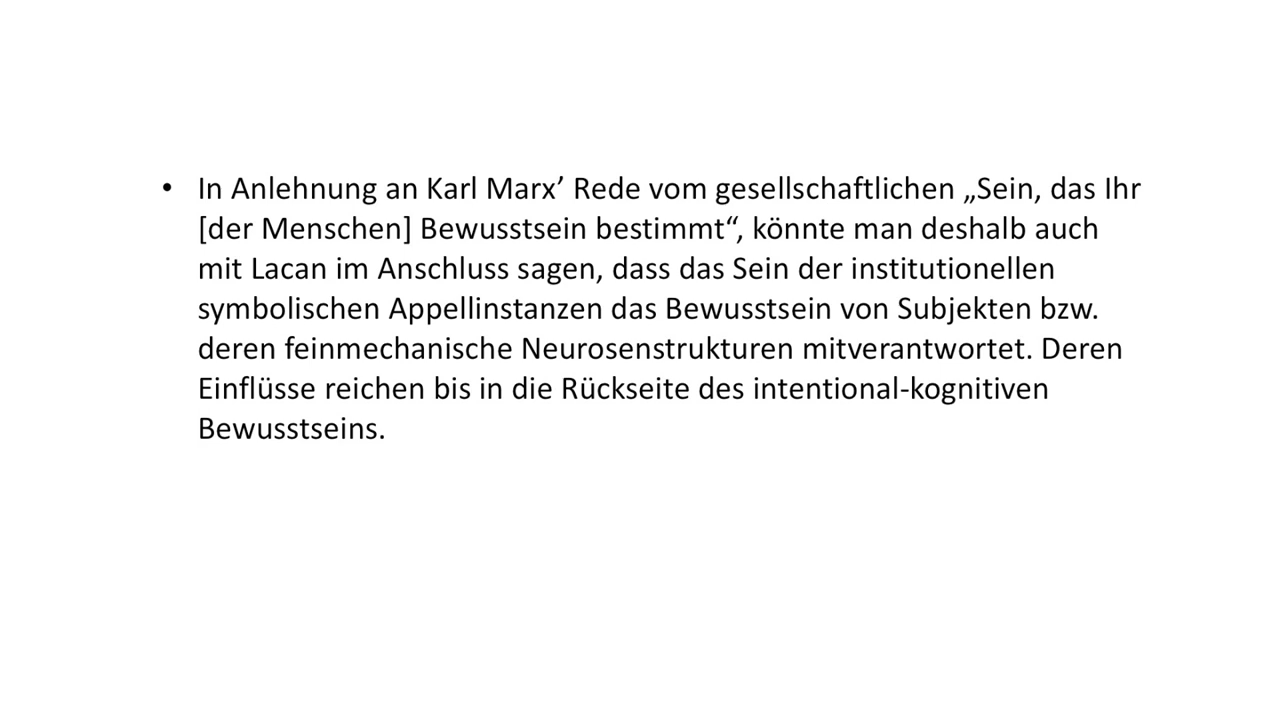 • In Anlehnung an Karl Marx’ Rede vom gesellschaftlichen „Sein, das Ihr
[der Menschen] Bewusstsein bestimmt“, könnte man deshalb auch
mit Lacan im Anschluss sagen, dass das Sein der institutionellen
symbolischen Appellinstanzen das Bewusstsein von Subjekten bzw.
deren feinmechanische Neurosenstrukturen mitverantwortet. Deren
Einflüsse reichen bis in die Rückseite des intentional-kognitiven
Bewusstseins.